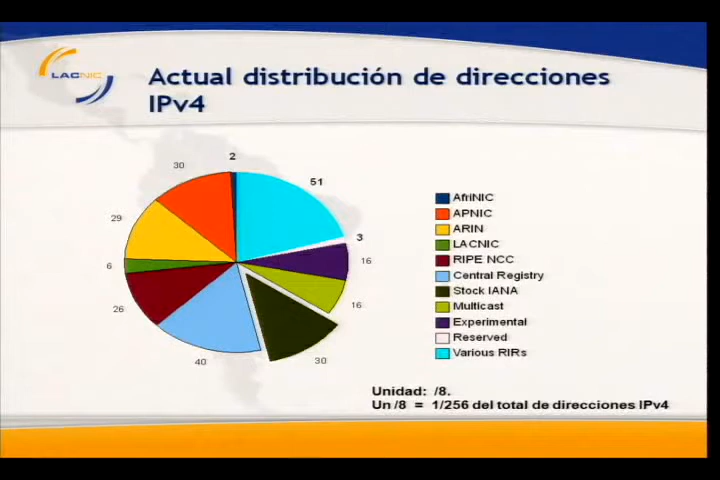 LACNIC
Actual distribución de direcciones
IPv4
2
30
51
29
3
16
6
16
26
40
30
AfriNIC
APNIC
ARIN
LACNIC
RIPE NCC
Central Registry
Stock IANA
Multicast
Experimental
Reserved
Various RIRs
Unidad: /8.
Un /8 = 1/256 del total de direcciones IPv4